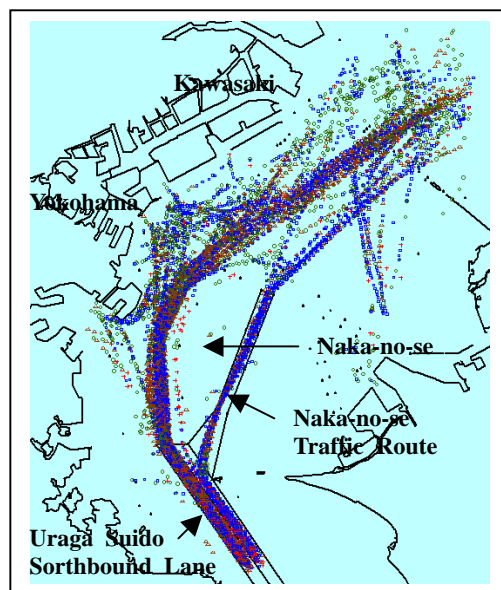 Kawasaki
Yokohama
Naka-no-se
Naka-no-se
Traffic Route
Uraga Suido
Sorthbound Lane